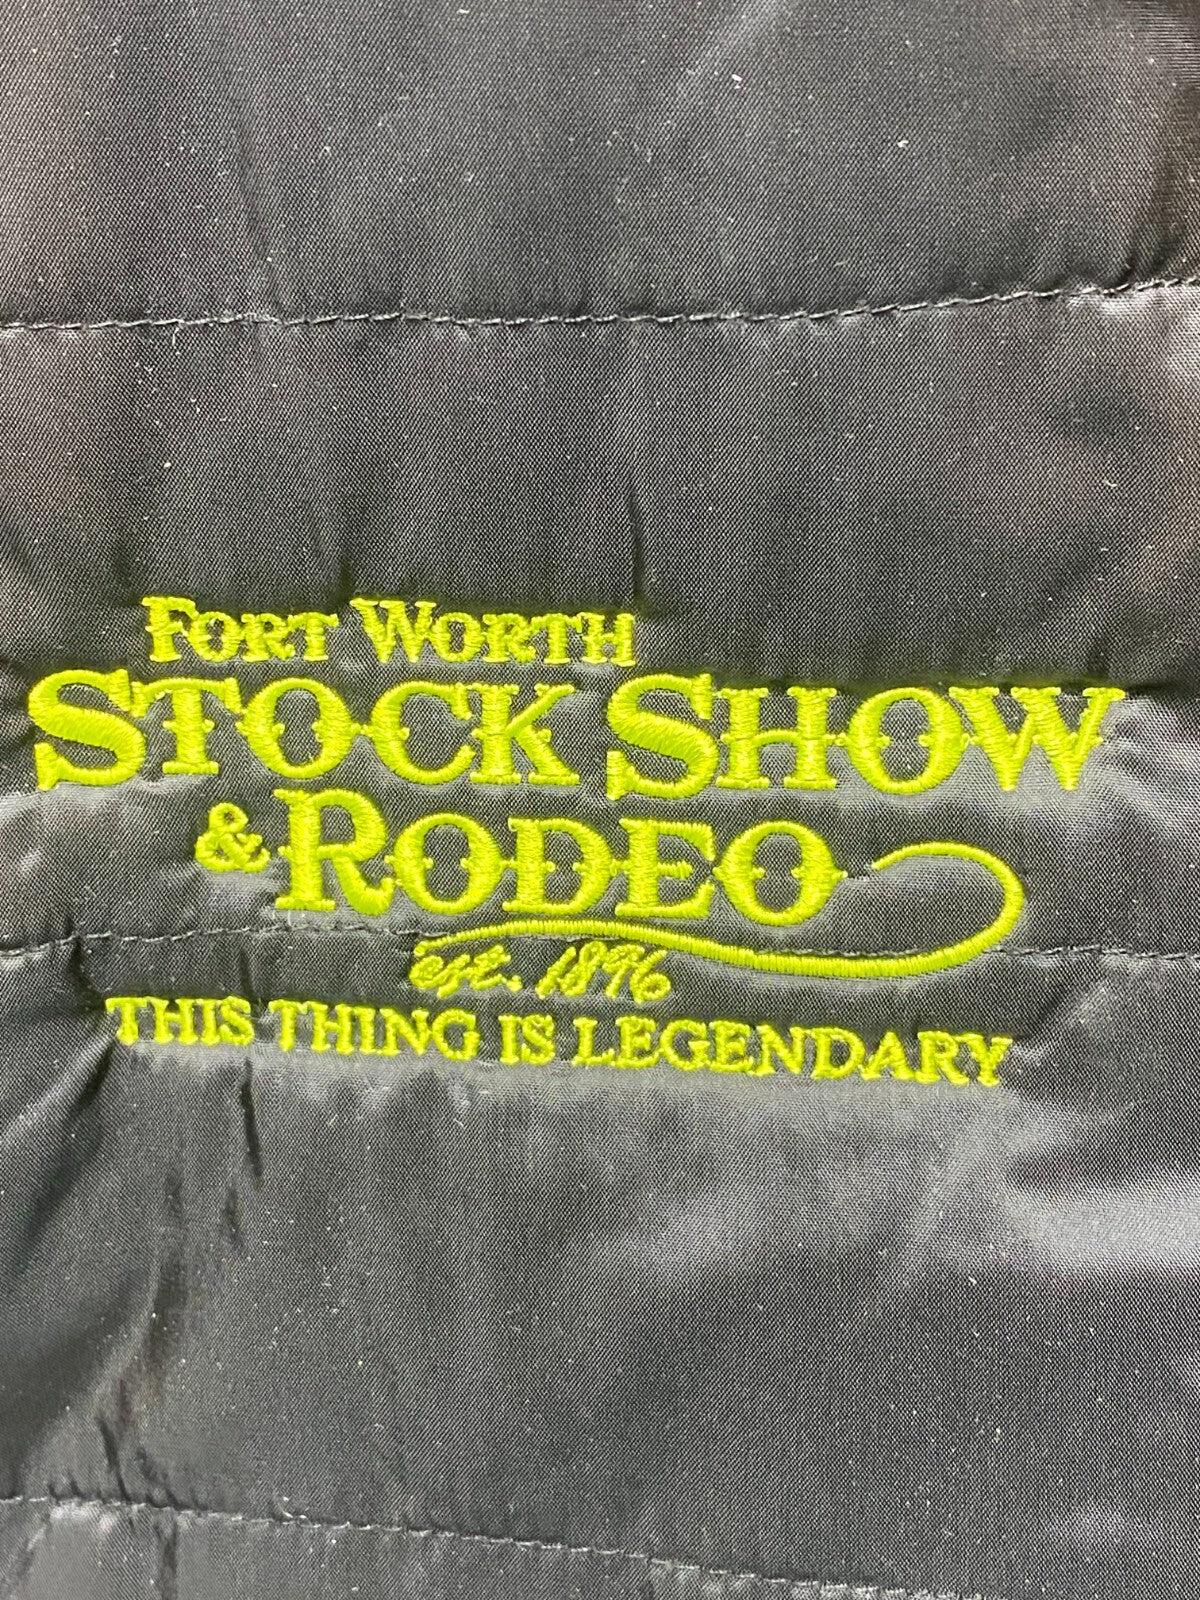 FORT WORTH
STOCK SHOW
& RODEO
est. 1896
THIS THING IS LEGENDARY